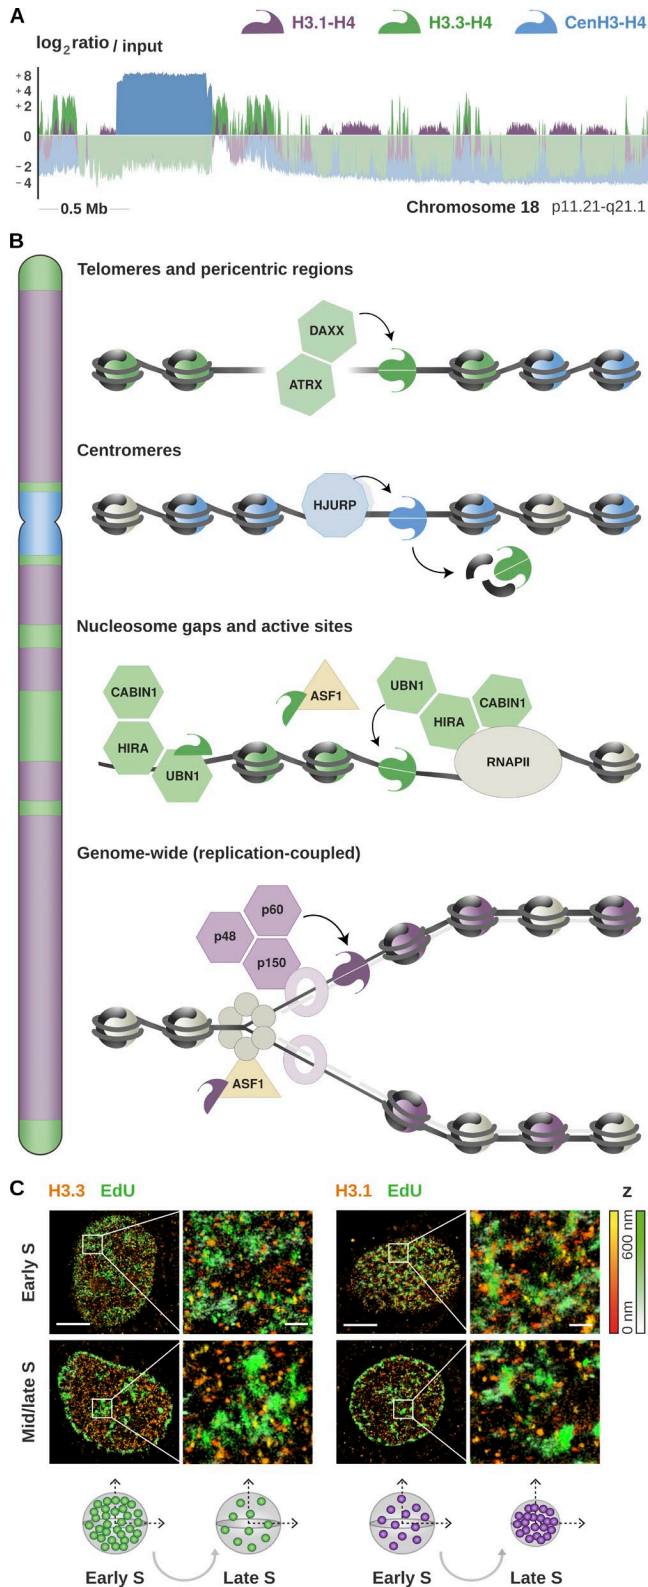 A
H3.1-H4 H3.3-H4 CenH3-H4
log2ratio / input
+8
+4
+2
0
−2
−4
0.5 Mb
Chromosome 18 p11.21-q21.1
B
Telomeres and pericentric regions
DAXX
ATRX
Centromeres
HJURP
Nucleosome gaps and active sites
CABIN1
HIRA
UBN1
ASF1
UBN1
HIRA
CABIN1
RNAPII
Genome-wide (replication-coupled)
p60
p48
p150
ASF1
C
H3.3 EdU H3.1 EdU z
Early S
Mid/late S
0 nm 600 nm
Early S Late S Early S Late S